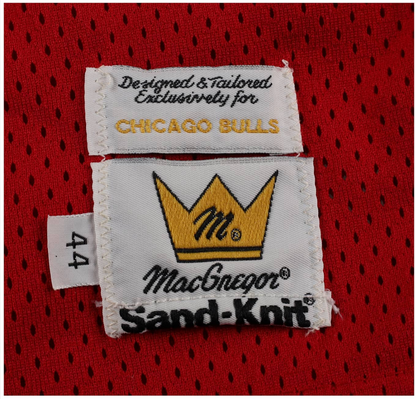 Designed & Tailored
Exclusively for
CHICAGO BULLS
M.®
MacGregor®
Sand-Knit®
44